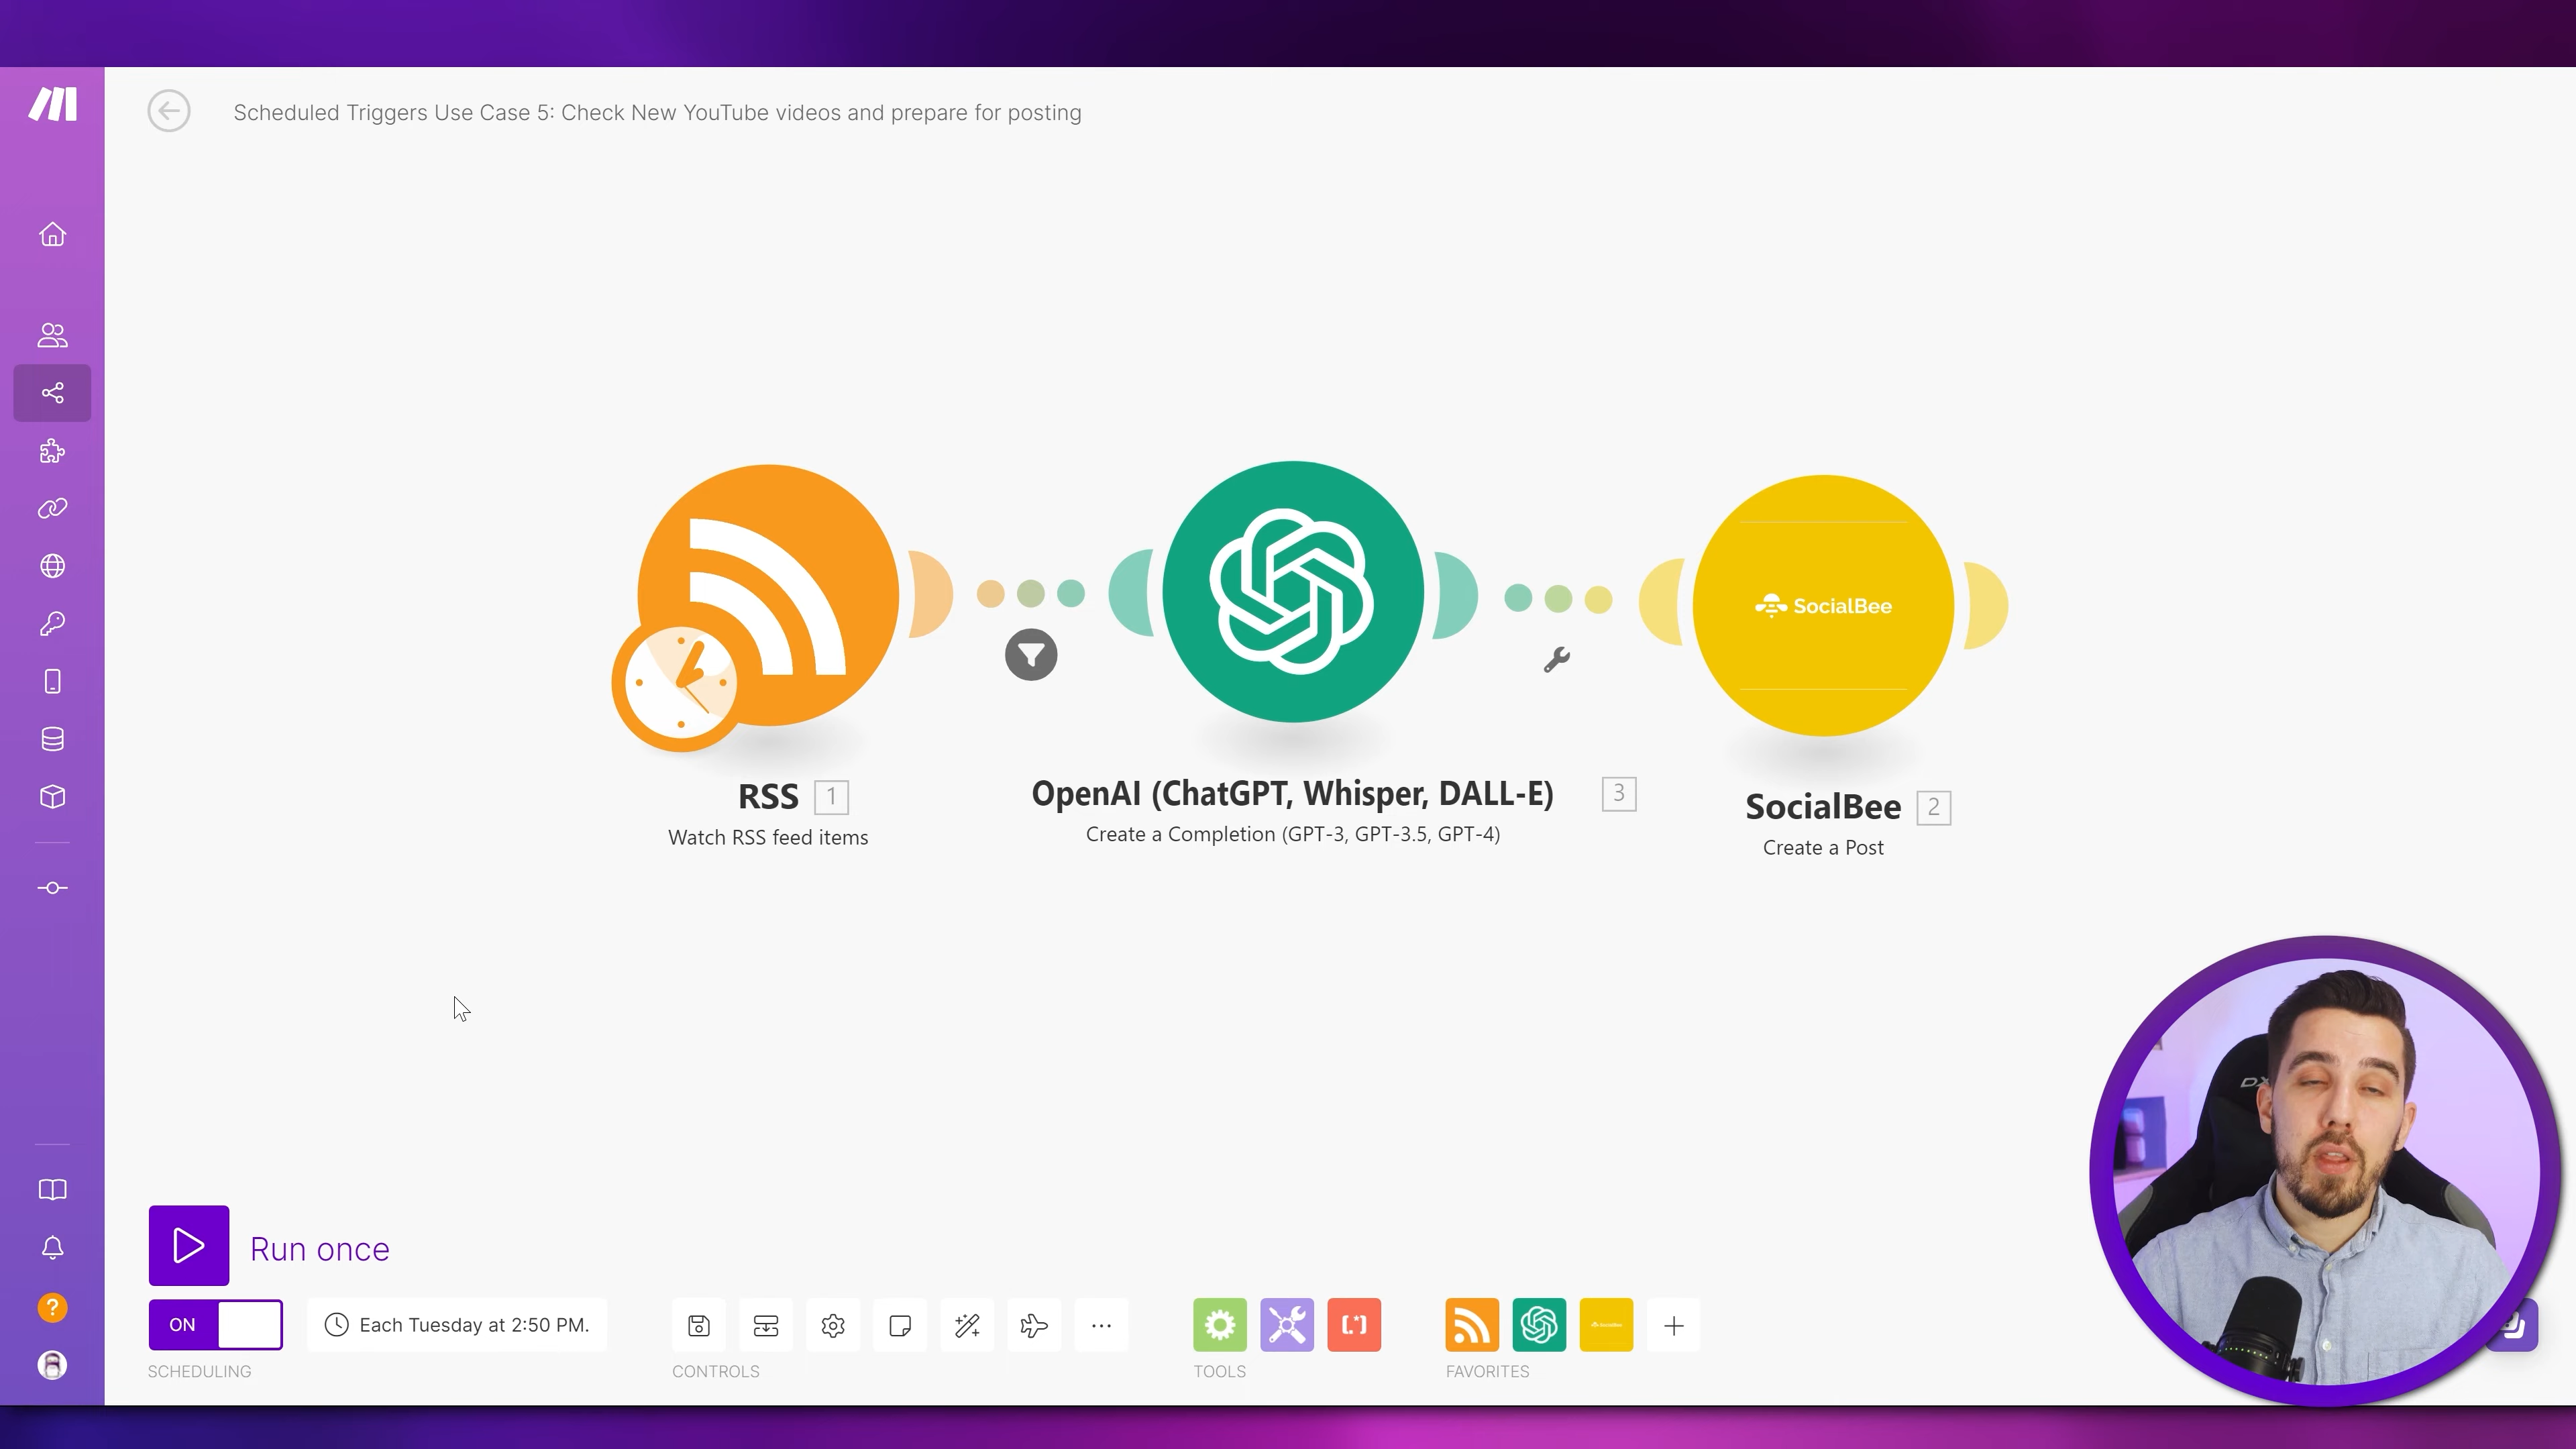 Scheduled Triggers Use Case 5: Check New YouTube videos and prepare for posting
SocialBee
RSS 1
Watch RSS feed items
OpenAI (ChatGPT, Whisper, DALL-E) 3
Create a Completion (GPT-3, GPT-3.5, GPT-4)
SocialBee 2
Create a Post
DX
Run once
?
ON
Each Tuesday at 2:50 PM.
SCHEDULING
CONTROLS
TOOLS
FAVORITES